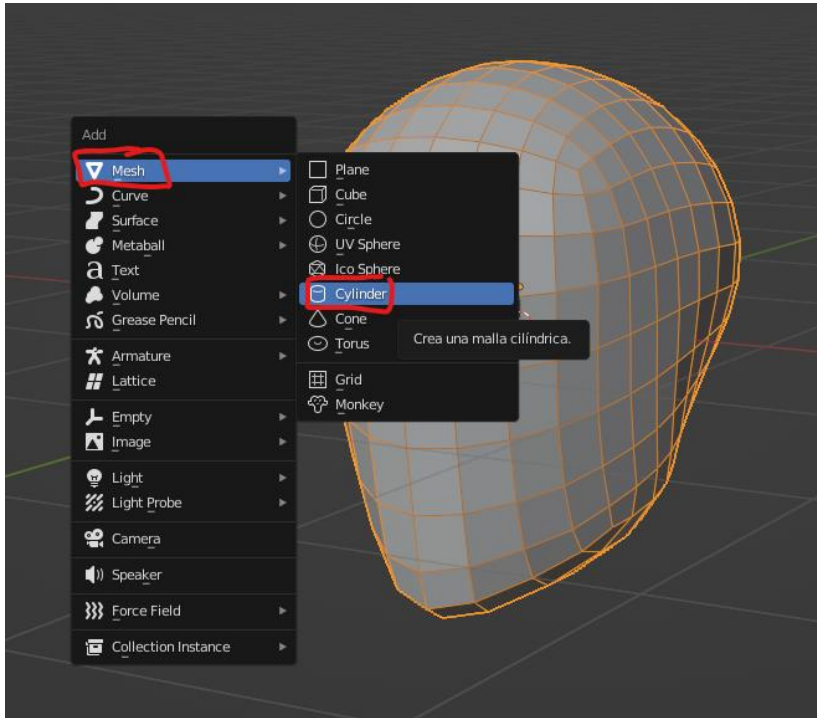 Add
Mesh
Curve
Surface
Metaball
Text
Volume
Grease Pencil
Armature
Lattice
Empty
Image
Light
Light Probe
Camera
Speaker
Force Field
Collection Instance
Plane
Cube
Circle
UV Sphere
Ico Sphere
Cylinder
Cone
Torus
Grid
Monkey
Crea una malla cilíndrica.